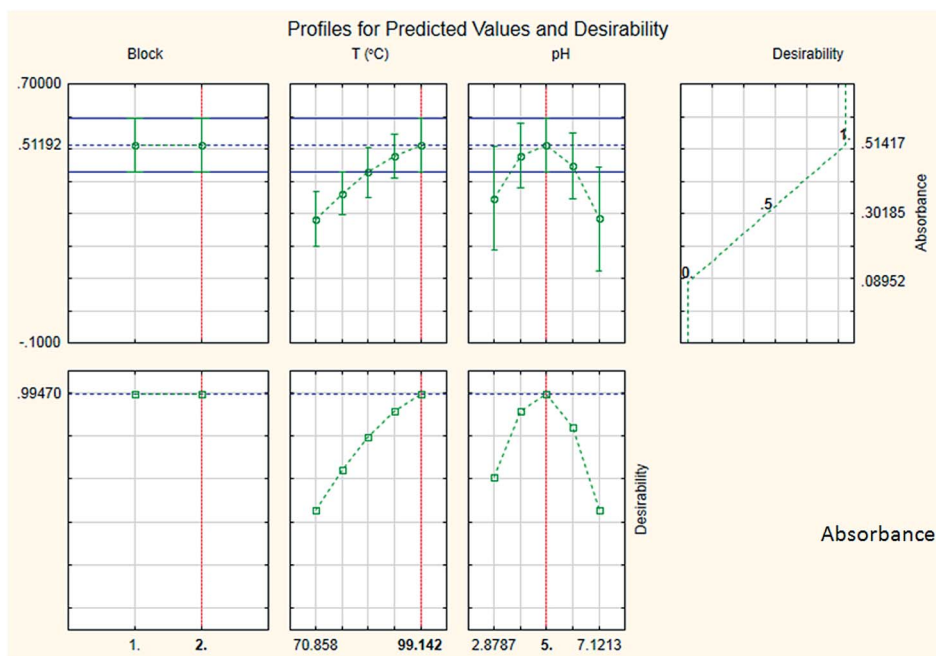 Profiles for Predicted Values and Desirability
Block T (ºC) pH Desirability
.70000
.51192
-.1000
1.
.5
0.
.51417
.30185
.08952
Absorbance
.99470
Desirability
Absorbance
1. 2. 70.858 99.142 2.8787 5. 7.1213